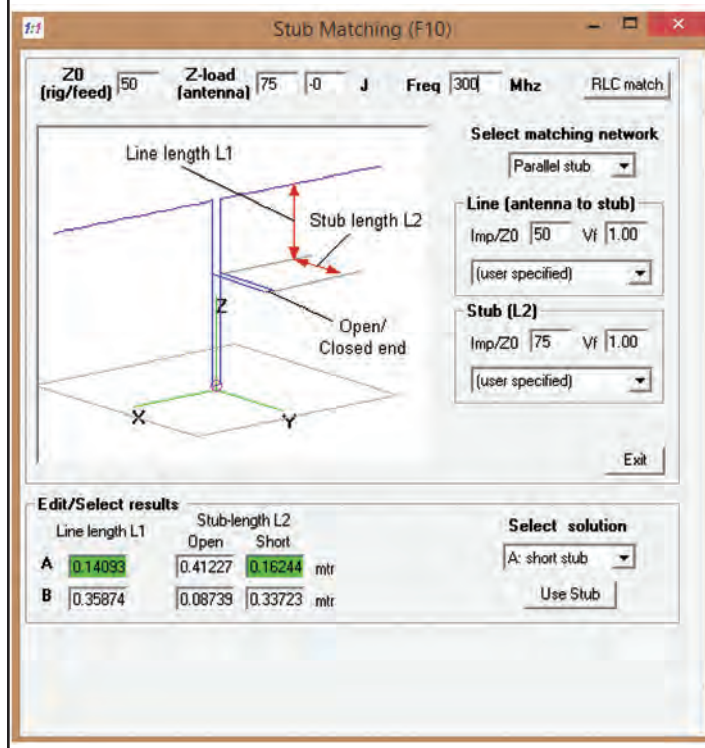 1:1 Stub Matching (F10)
Z0 (rig/feed) 50 Z-load (antenna) 75 -0 J Freq 300 Mhz RLC match
Select matching network
Parallel stub
Line length L1
Stub length L2
Open/
Closed end
Z
X
Y
Line (antenna to stub)
Imp/Z0 50 Vf 1.00
(user specified)
Stub (L2)
Imp/Z0 75 Vf 1.00
(user specified)
Exit
Edit/Select results
Line length L1 Stub-length L2
Open Short
A 0.14093 0.41227 0.16244 mtr
B 0.35874 0.08739 0.33723 mtr
Select solution
A: short stub
Use Stub